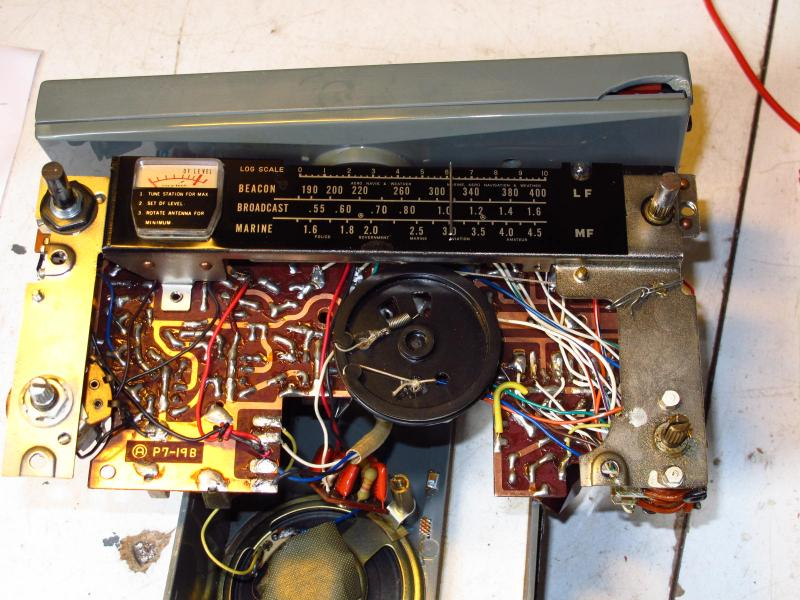 DF LEVEL
1. TUNE STATION FOR MAX
2. SET DF LEVEL
3. ROTATE ANTENNA FOR
MINIMUM
LOG SCALE 0 1 2 3 4 5 6 7 8 9 10
AERO NAVIG & WEATHER MARINE, AERO NAVIGATION & WEATHER
BEACON 190 200 220 260 300 340 380 400 LF
BROADCAST .55 .60 .70 .80 1.0 1.2 1.4 1.6
MARINE 1.6 1.8 2.0 2.5 3.0 3.5 4.0 4.5 MF
POLICE GOVERNMENT MARINE AVIATION AMATEUR
A P7-19B